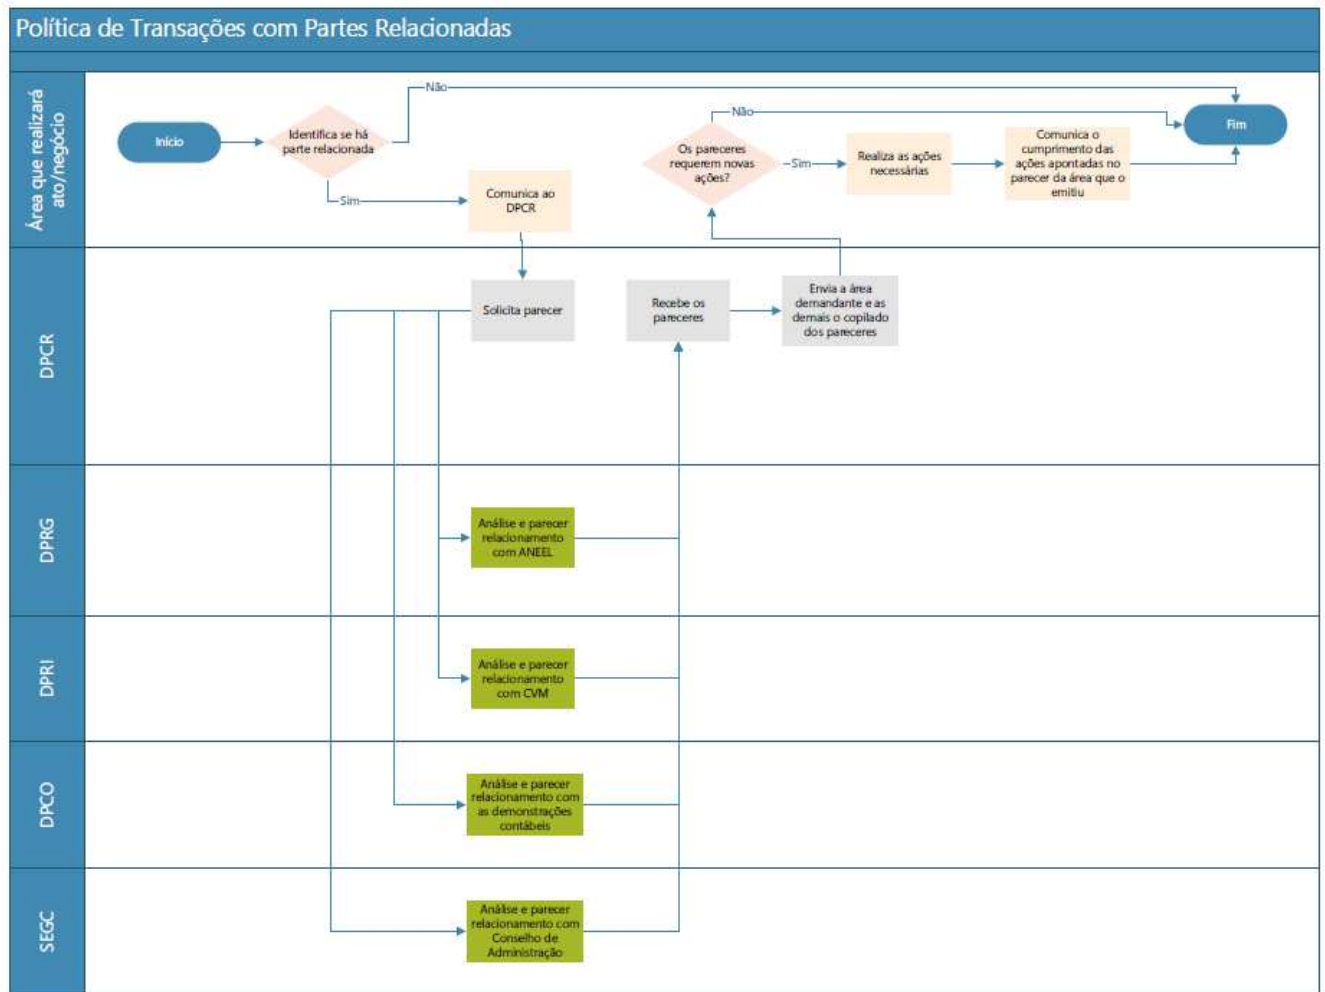 Política de Transações com Partes Relacionadas
Área que realizará
ato/negócio
Início
Identifica se há
parte relacionada
Não
Sim
Comunica ao
DPCR
Os pareceres
requerem novas
ações?
Não
Sim
Realiza as ações
necessárias
Comunica o
cumprimento das
ações apontadas no
parecer da área que o
emitiu
Fim
DPCR
Solicita parecer
Recebe os
pareceres
Envia a área
demandante e as
demais o copilado
dos pareceres
DPRG
Análise e parecer
relacionamento
com ANEEL
DPRI
Análise e parecer
relacionamento
com CVM
DPCO
Análise e parecer
relacionamento com
as demonstrações
contábeis
SEGC
Análise e parecer
relacionamento com
Conselho de
Administração